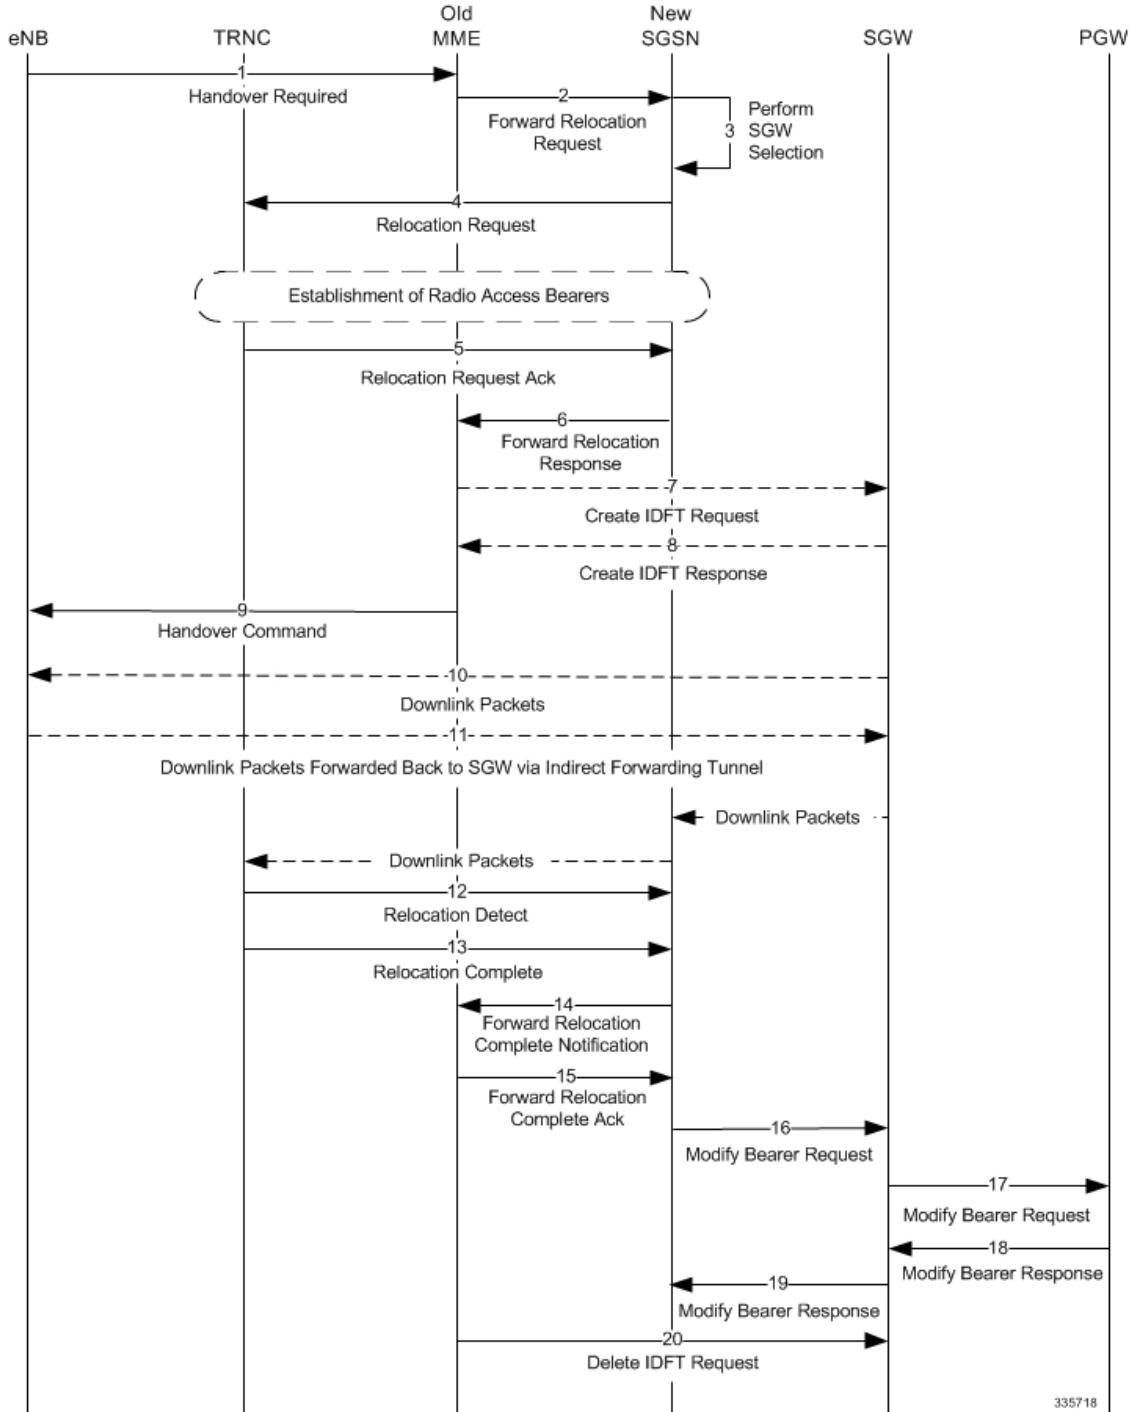 Old
New
eNB
TRNC
MME
SGSN
SGW
PGW
1
Handover Required
2
Forward Relocation
Request
Perform
3
SGW
Selection
4
Relocation Request
Establishment of Radio Access Bearers
5
Relocation Request Ack
6
Forward Relocation
Response
7
Create IDFT Request
8
Create IDFT Response
9
Handover Command
10
Downlink Packets
11
Downlink Packets Forwarded Back to SGW via Indirect Forwarding Tunnel
Downlink Packets
Downlink Packets
12
Relocation Detect
13
Relocation Complete
14
Forward Relocation
Complete Notification
15
Forward Relocation
Complete Ack
16
Modify Bearer Request
17
Modify Bearer Request
18
Modify Bearer Response
19
Modify Bearer Response
20
Delete IDFT Request
335718